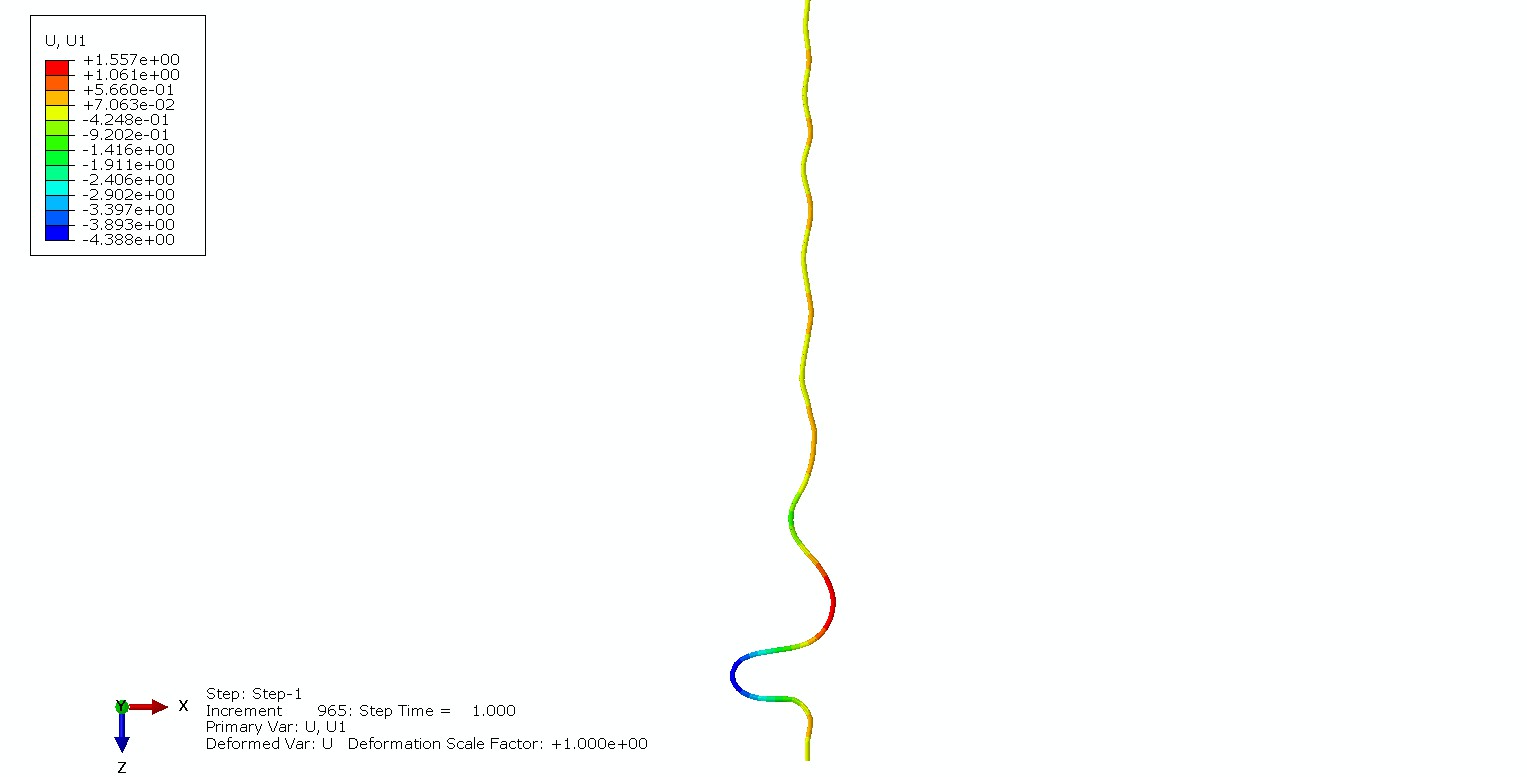 U, U1
+1.557e+00
+1.061e+00
+5.660e-01
+7.063e-02
-4.248e-01
-9.202e-01
-1.416e+00
-1.911e+00
-2.406e+00
-2.902e+00
-3.397e+00
-3.893e+00
-4.388e+00
Y
X
Z
Step: Step-1
Increment 965: Step Time = 1.000
Primary Var: U, U1
Deformed Var: U Deformation Scale Factor: +1.000e+00